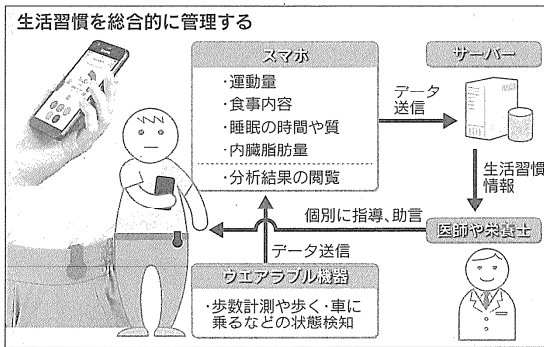 生活習慣を総合的に管理する
スマホ
・運動量
・食事内容
・睡眠の時間や質
・内臓脂肪量
・分析結果の閲覧
データ
送信
サーバー
生活習慣
情報
医師や栄養士
個別に指導、助言
データ送信
ウエアラブル機器
・歩数計測や歩く・車に
乗るなどの状態検知